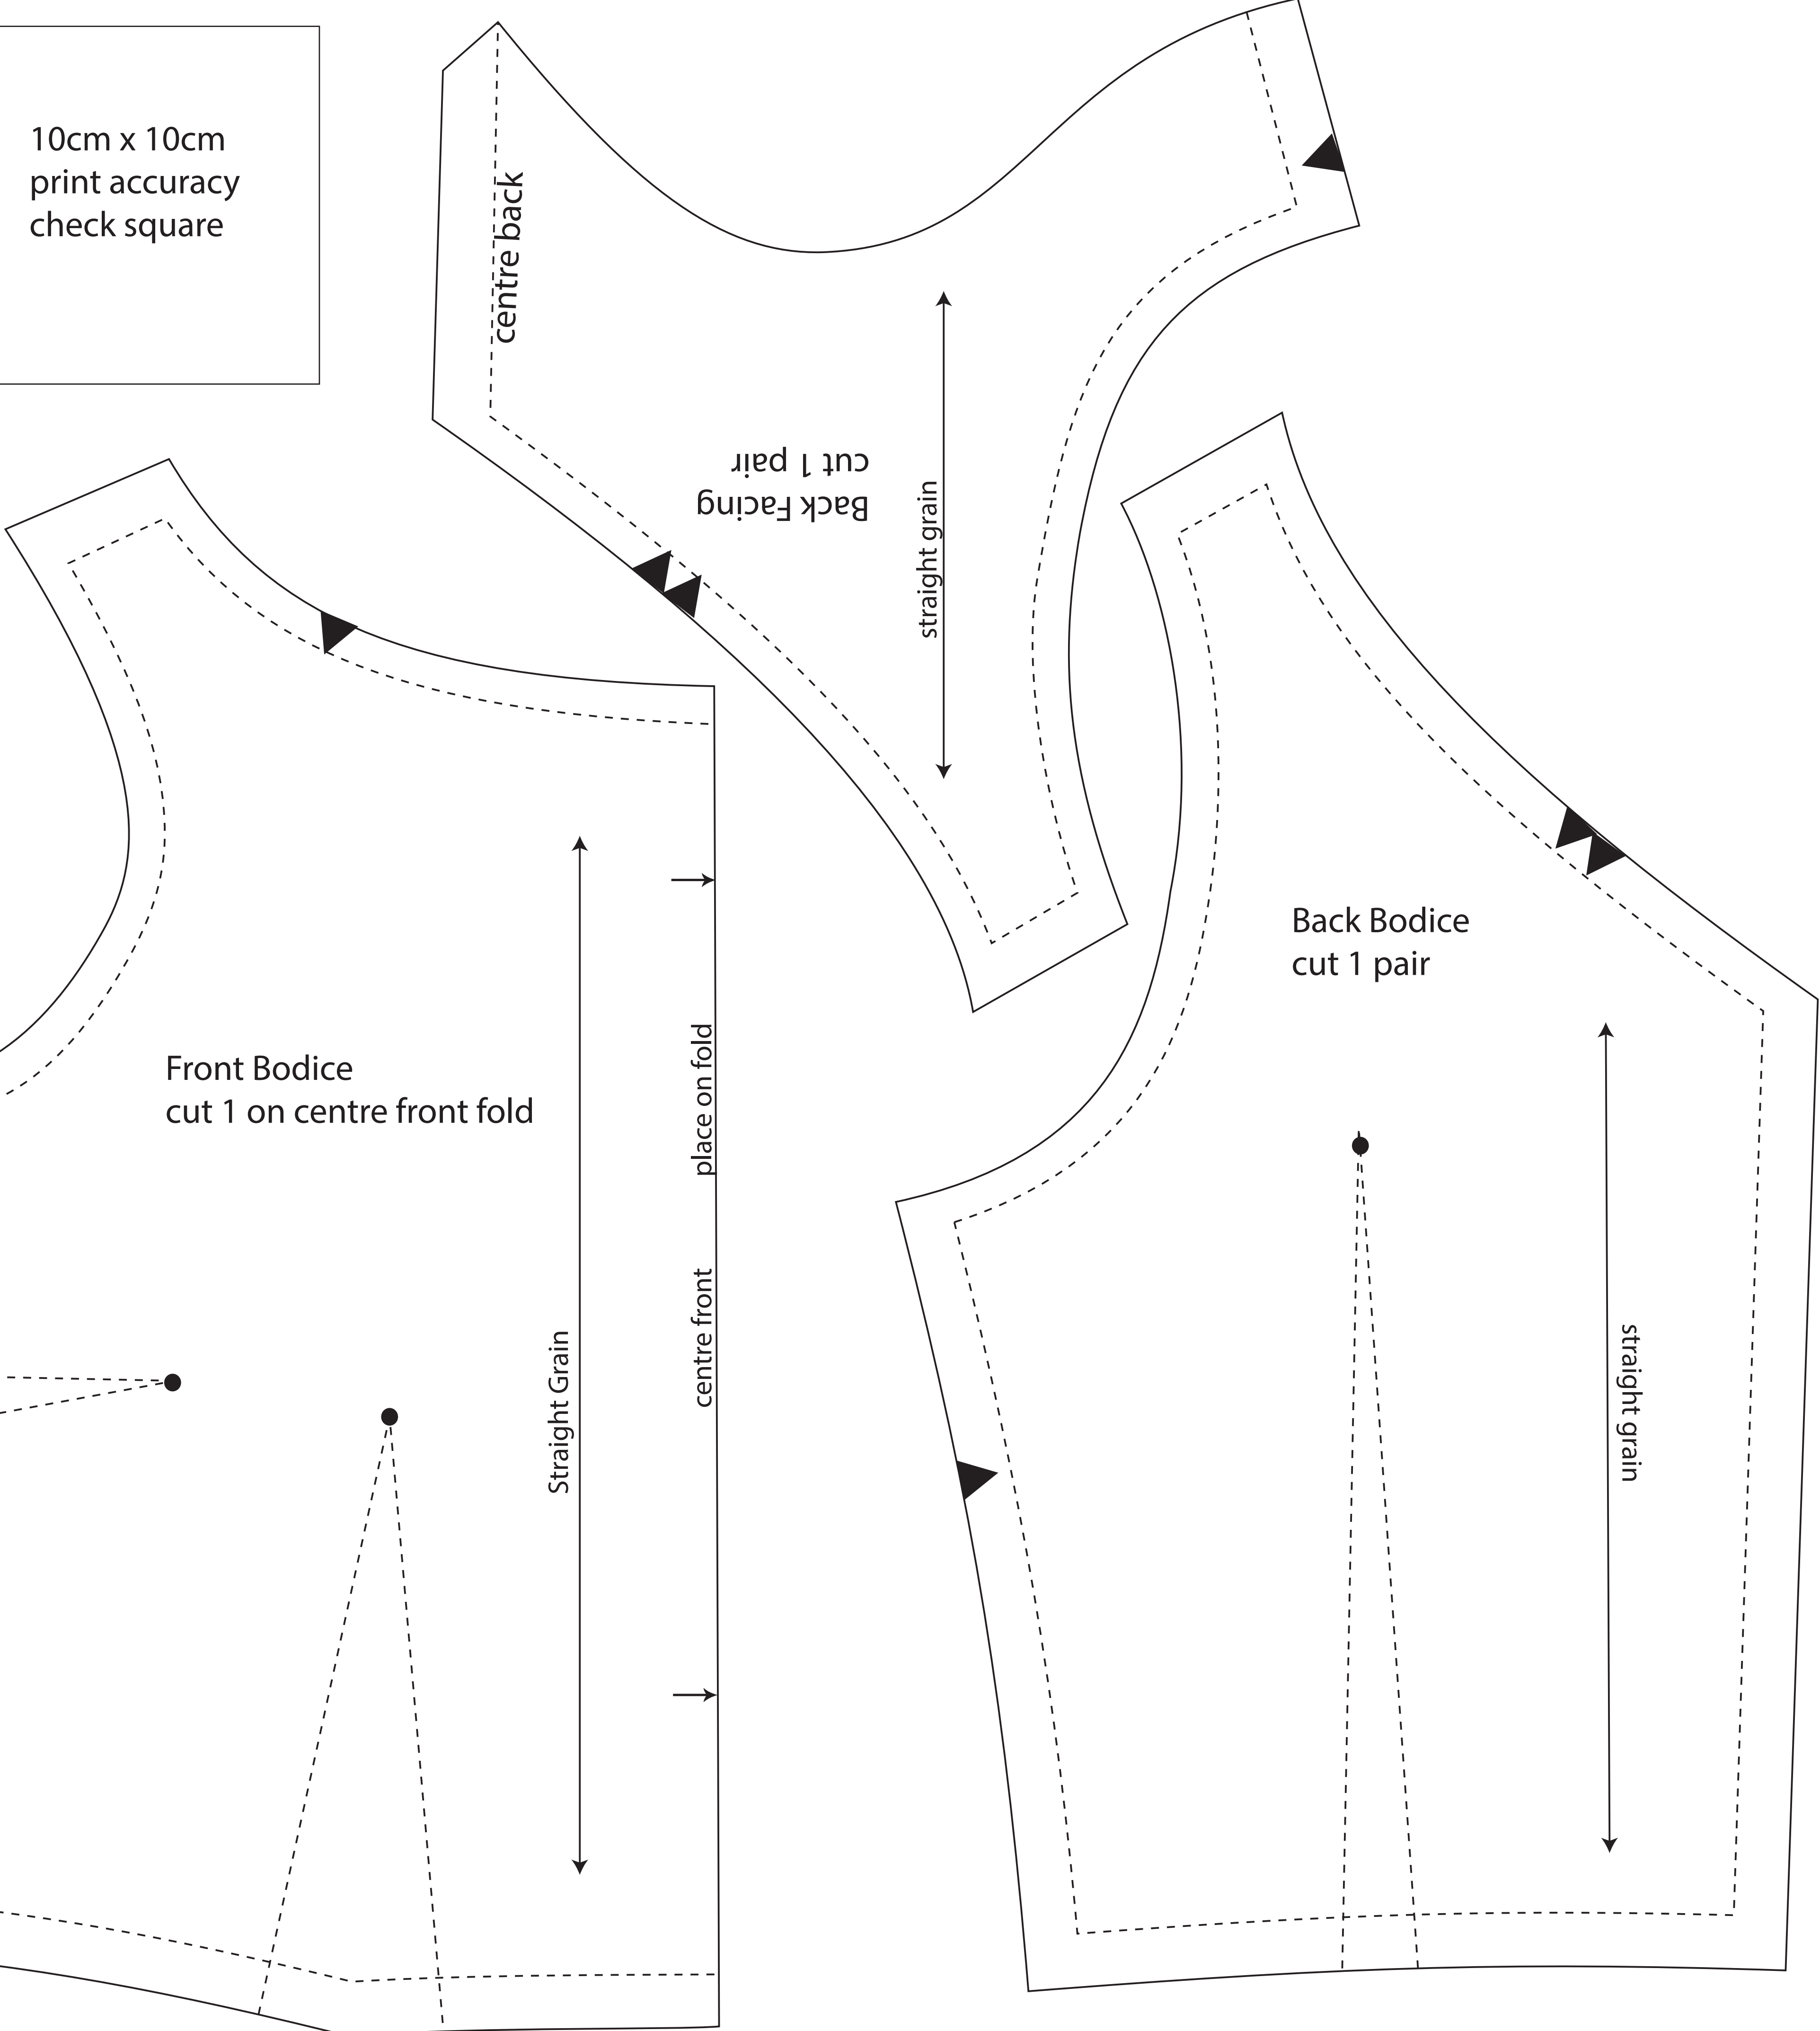 10cm x 10cm
print accuracy
check square
centre back
Back Facing
cut 1 pair
straight grain
Front Bodice
cut 1 on centre front fold
Straight Grain
place on fold
centre front
Back Bodice
cut 1 pair
straight grain